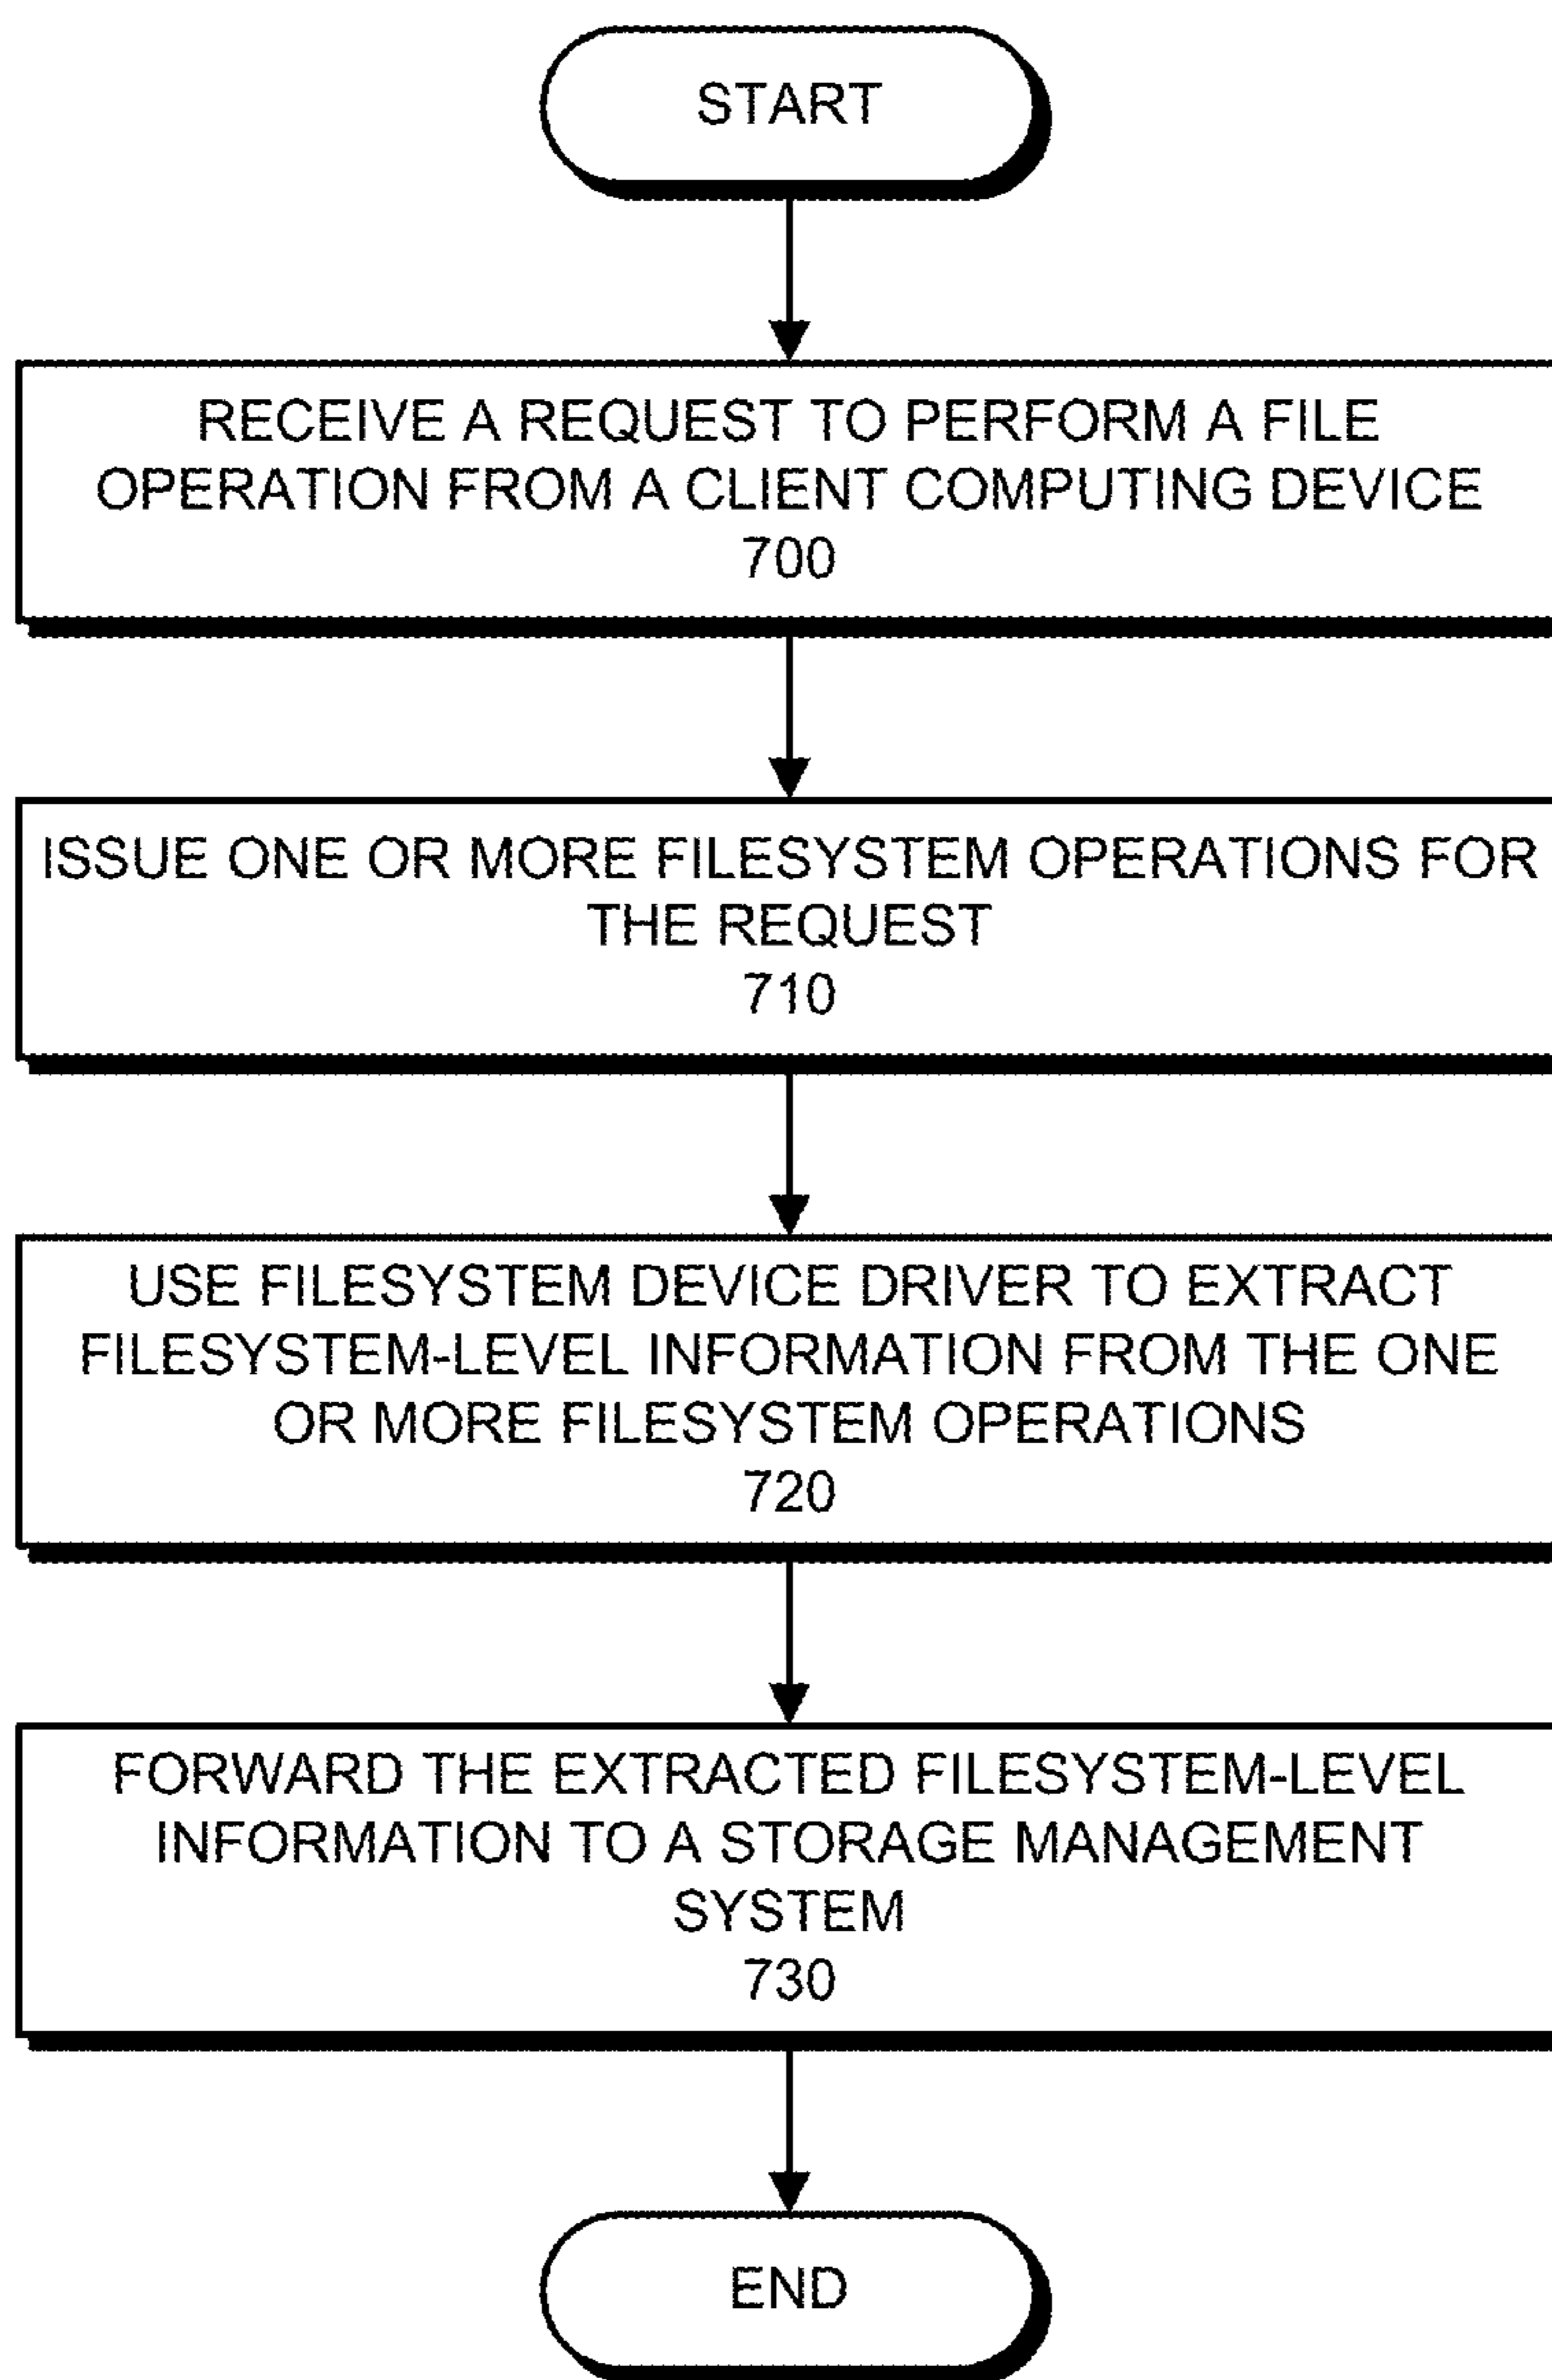 START
RECEIVE A REQUEST TO PERFORM A FILE
OPERATION FROM A CLIENT COMPUTING DEVICE
700
ISSUE ONE OR MORE FILESYSTEM OPERATIONS FOR
THE REQUEST
710
USE FILESYSTEM DEVICE DRIVER TO EXTRACT
FILESYSTEM-LEVEL INFORMATION FROM THE ONE
OR MORE FILESYSTEM OPERATIONS
720
FORWARD THE EXTRACTED FILESYSTEM-LEVEL
INFORMATION TO A STORAGE MANAGEMENT
SYSTEM
730
END